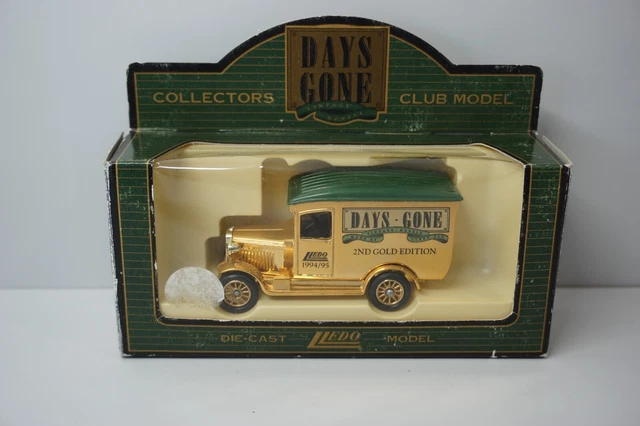 DAYS
GONE
COLLECTORS
CLUB MODEL
DAYS - GONE
2ND GOLD EDITION
LLEDO
1994/95
DIE-CAST
LLEDO
MODEL